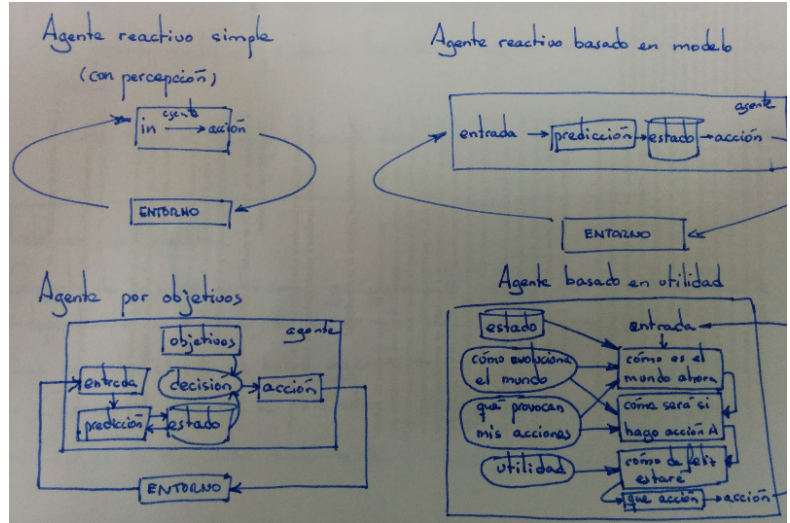 Agente reactivo simple
(con percepción)
agente
in → acción
ENTORNO
Agente reactivo basado en modelo
agente
entrada → predicción → estado → acción
ENTORNO
Agente por objetivos
agente
objetivos
entrada
decisión
acción
predicción
estado
ENTORNO
Agente basado en utilidad
estado
entrada
cómo evoluciona
el mundo
cómo es el
mundo ahora
qué provocan
mis acciones
cómo será si
hago acción A
utilidad
cómo de feliz
estaré
que acción → acción